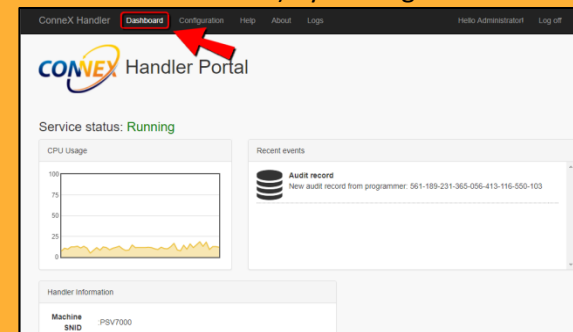 ConneX Handler Dashboard Configuration Help About Logs Hello Administrator! Log off
CONNEX Handler Portal
Service status: Running
CPU Usage
100
75
50
25
0
Recent events
Audit record
New audit record from programmer: 561-189-231-365-056-413-116-550-103
Handler Information
Machine SNID :PSV7000